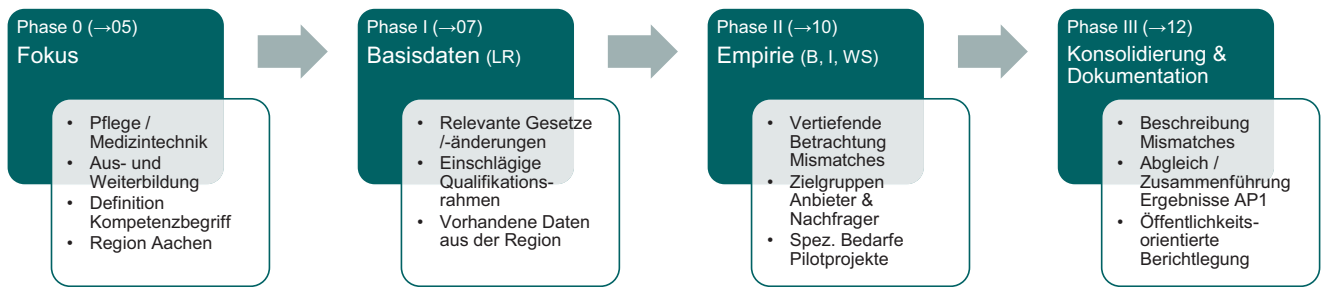 Phase 0 (→05)
Fokus
• Pflege /
Medizintechnik
• Aus- und
Weiterbildung
• Definition
Kompetenzbegriff
• Region Aachen
Phase I (→07)
Basisdaten (LR)
• Relevante Gesetze
/-änderungen
• Einschlägige
Qualifikations-
rahmen
• Vorhandene Daten
aus der Region
Phase II (→10)
Empirie (B, I, WS)
• Vertiefende
Betrachtung
Mismatches
• Zielgruppen
Anbieter &
Nachfrager
• Spez. Bedarfe
Pilotprojekte
Phase III (→12)
Konsolidierung &
Dokumentation
• Beschreibung
Mismatches
• Abgleich /
Zusammenführung
Ergebnisse AP1
• Öffentlichkeits-
orientierte
Berichtlegung